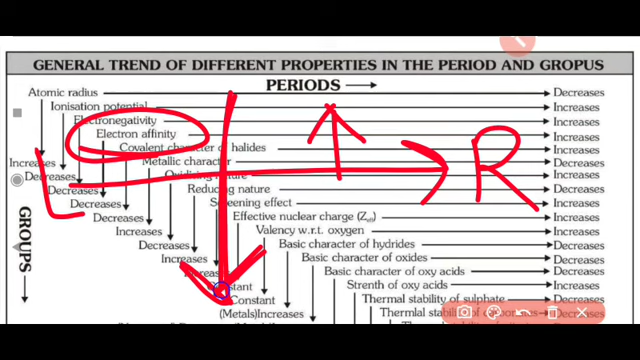 GENERAL TREND OF DIFFERENT PROPERTIES IN THE PERIOD AND GROPUS
PERIODS
Atomic radius Decreases
Ionisation potential Increases
Electronegativity Increases
Electron affinity Increases
Covalent character of halides Increases
Increases Metallic character Decreases
Decreases Oxidising nature Increases
Decreases Reducing nature Decreases
Decreases Screening effect Increases
Decreases Effective nuclear charge (Zeff) Increases
Increases Valency w.r.t. oxygen Increases
Decreases Basic character of hydrides Decreases
Increases Basic character of oxides Decreases
Basic character of oxy acids Decreases
Constant Strenth of oxy acids Increases
Constant Thermal stability of sulphate Decreases
(Metals)Increases Decreases
GROUPS
R